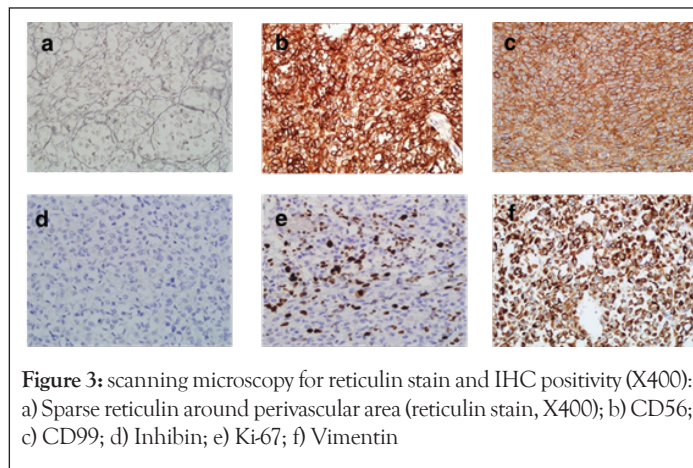 a
b
c
d
e
f
Figure 3: scanning microscopy for reticulin stain and IHC positivity (X400):
a) Sparse reticulin around perivascular area (reticulin stain, X400); b) CD56;
c) CD99; d) Inhibin; e) Ki-67; f) Vimentin